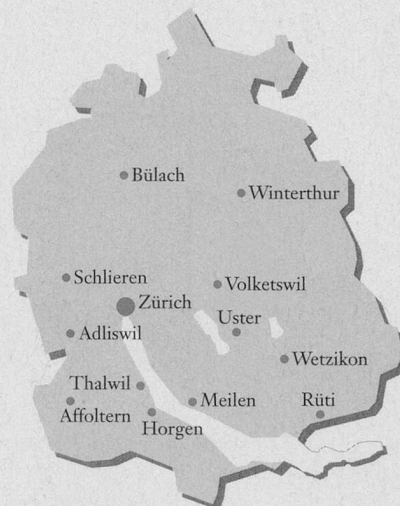 Bülach
Winterthur
Schlieren
Volketswil
Zürich
Uster
Adliswil
Wetzikon
Thalwil
Affoltern
Horgen
Meilen
Rüti